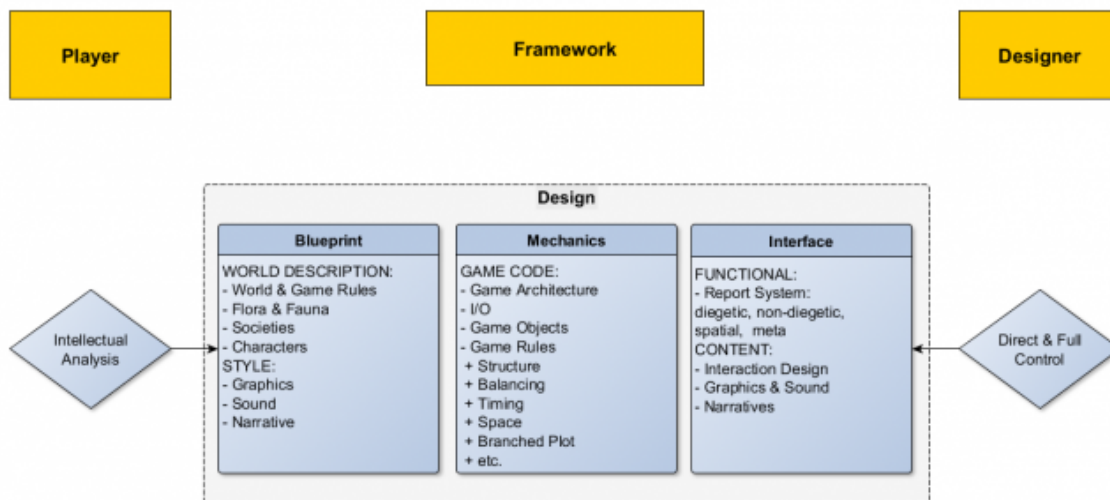 Player
Framework
Designer
Design
Blueprint
WORLD DESCRIPTION:
- World & Game Rules
- Flora & Fauna
- Societies
- Characters
STYLE:
- Graphics
- Sound
- Narrative
Mechanics
GAME CODE:
- Game Architecture
- I/O
- Game Objects
- Game Rules
+ Structure
+ Balancing
+ Timing
+ Space
+ Branched Plot
+ etc.
Interface
FUNCTIONAL:
- Report System:
diegetic, non-diegetic,
spatial, meta
CONTENT:
- Interaction Design
- Graphics & Sound
- Narratives
Intellectual
Analysis
Direct & Full
Control